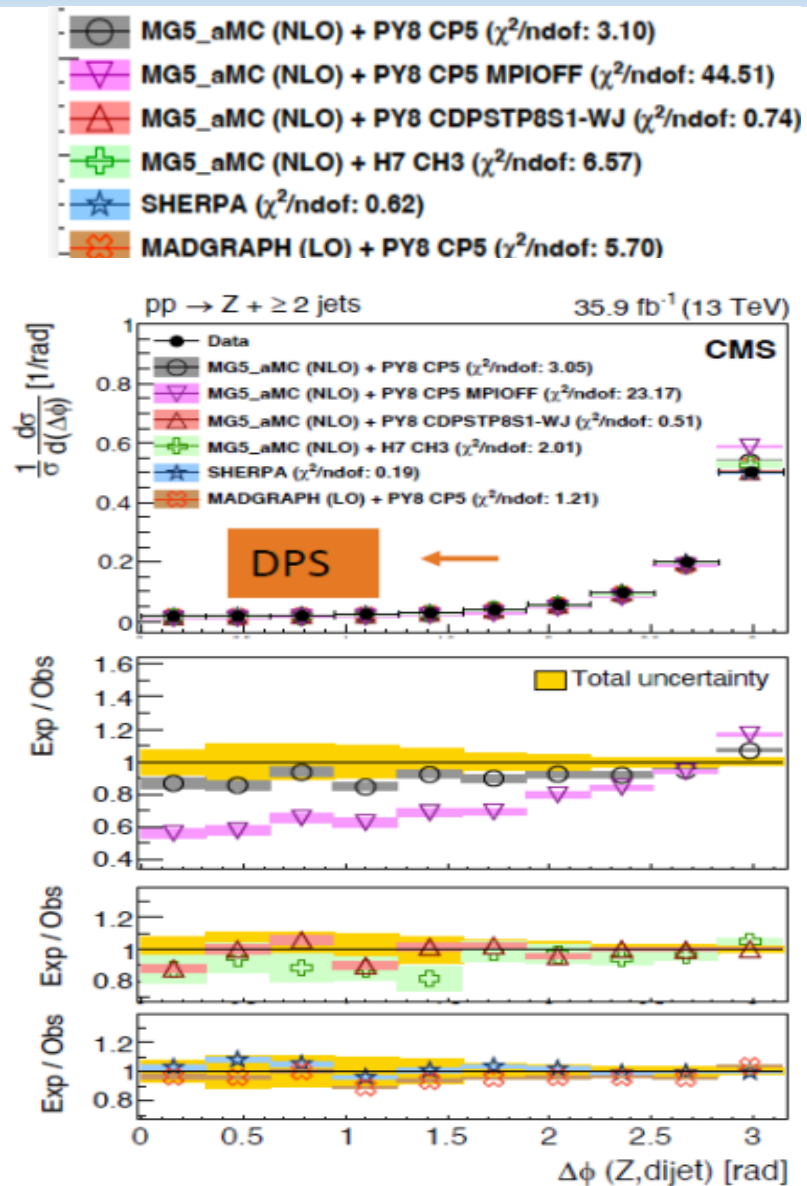 MG5_aMC (NLO) + PY8 CP5 (χ²/ndof: 3.10)
MG5_aMC (NLO) + PY8 CP5 MPIOFF (χ²/ndof: 44.51)
MG5_aMC (NLO) + PY8 CDPSTP8S1-WJ (χ²/ndof: 0.74)
MG5_aMC (NLO) + H7 CH3 (χ²/ndof: 6.57)
SHERPA (χ²/ndof: 0.62)
MADGRAPH (LO) + PY8 CP5 (χ²/ndof: 5.70)
pp → Z + ≥ 2 jets 35.9 fb⁻¹ (13 TeV)
1/σ dσ/d(Δϕ) [1/rad]
1
0.8
0.6
0.4
0.2
0
CMS
Data
MG5_aMC (NLO) + PY8 CP5 (χ²/ndof: 3.05)
MG5_aMC (NLO) + PY8 CP5 MPIOFF (χ²/ndof: 23.17)
MG5_aMC (NLO) + PY8 CDPSTP8S1-WJ (χ²/ndof: 0.51)
MG5_aMC (NLO) + H7 CH3 (χ²/ndof: 2.01)
SHERPA (χ²/ndof: 0.19)
MADGRAPH (LO) + PY8 CP5 (χ²/ndof: 1.21)
DPS
Exp / Obs
1.6
1.4
1.2
1
0.8
0.6
0.4
Total uncertainty
Exp / Obs
1.2
1
0.8
Exp / Obs
1.2
1
0.8
0 0.5 1 1.5 2 2.5 3
Δϕ (Z,dijet) [rad]